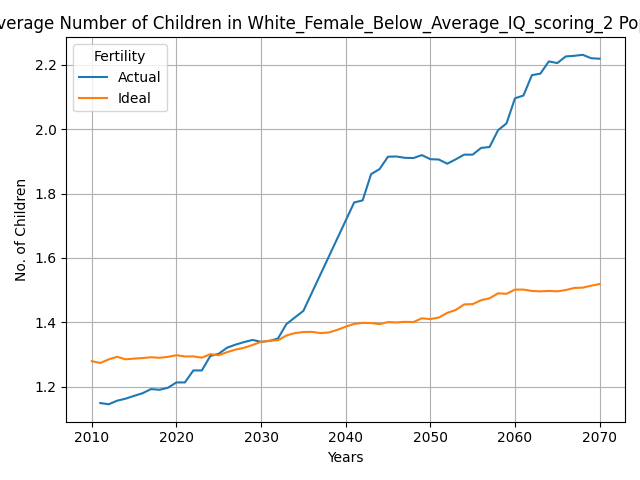 verage Number of Children in White_Female_Below_Average_IQ_scoring_2 Po
Fertility
Actual
Ideal
No. of Children
2.2
2.0
1.8
1.6
1.4
1.2
2010 2020 2030 2040 2050 2060 2070
Years